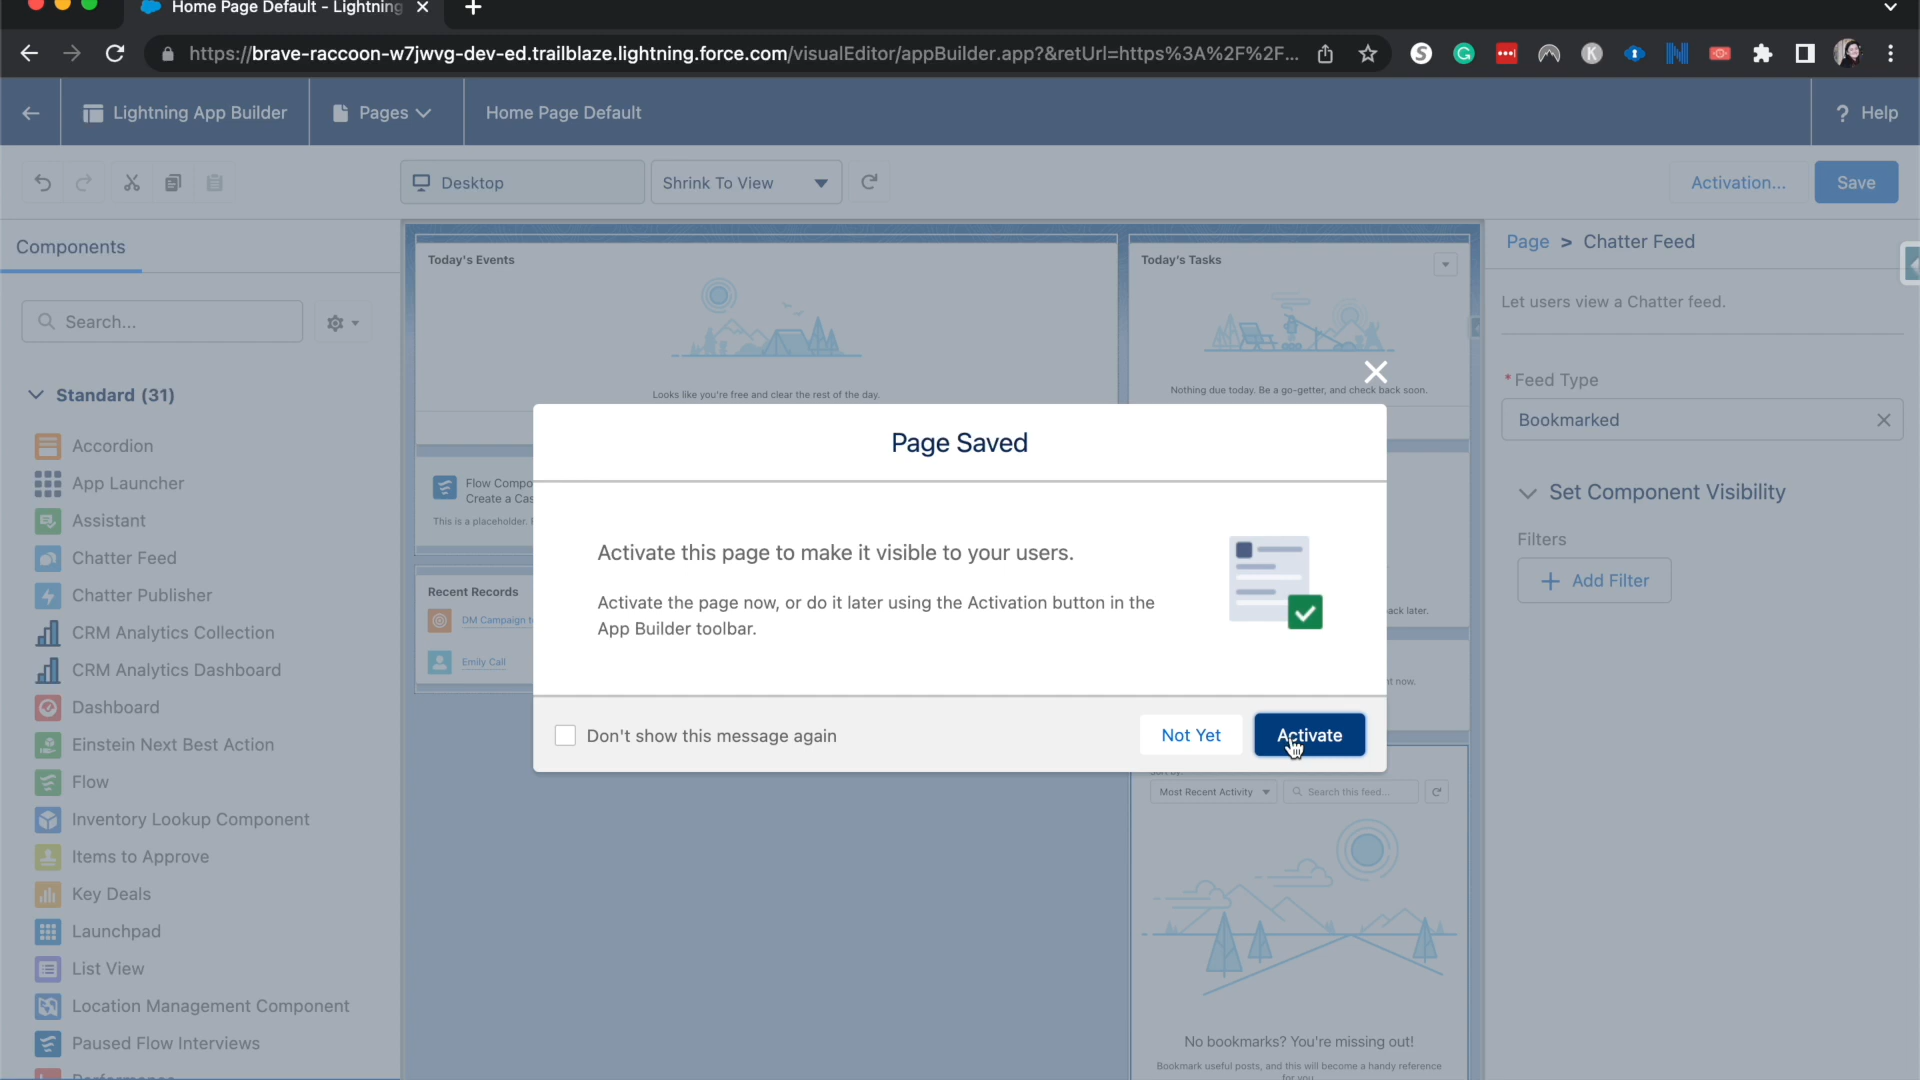 Home Page Default - Lightning
https://brave-raccoon-w7jwvg-dev-ed.trailblaze.lightning.force.com/visualEditor/appBuilder.app?&retUrl=https%3A%2F%2F...
Lightning App Builder
Pages
Home Page Default
? Help
Desktop
Shrink To View
Activation...
Save
Components
Search...
Standard (31)
Accordion
App Launcher
Assistant
Chatter Feed
Chatter Publisher
CRM Analytics Collection
CRM Analytics Dashboard
Dashboard
Einstein Next Best Action
Flow
Inventory Lookup Component
Items to Approve
Key Deals
Launchpad
List View
Location Management Component
Paused Flow Interviews
Today's Events
Looks like you're free and clear the rest of the day.
Flow Compo
Create a Cas
This is a placeholder.
Recent Records
DM Campaign to
Emily Call
Today's Tasks
Nothing due today. Be a go-getter, and check back soon.
Page Saved
Activate this page to make it visible to your users.
Activate the page now, or do it later using the Activation button in the
App Builder toolbar.
Don't show this message again
Not Yet
Activate
ack later.
t now.
Most Recent Activity
Search this feed...
No bookmarks? You're missing out!
Bookmark useful posts, and this will become a handy reference
for you
Page > Chatter Feed
Let users view a Chatter feed.
* Feed Type
Bookmarked
Set Component Visibility
Filters
Add Filter